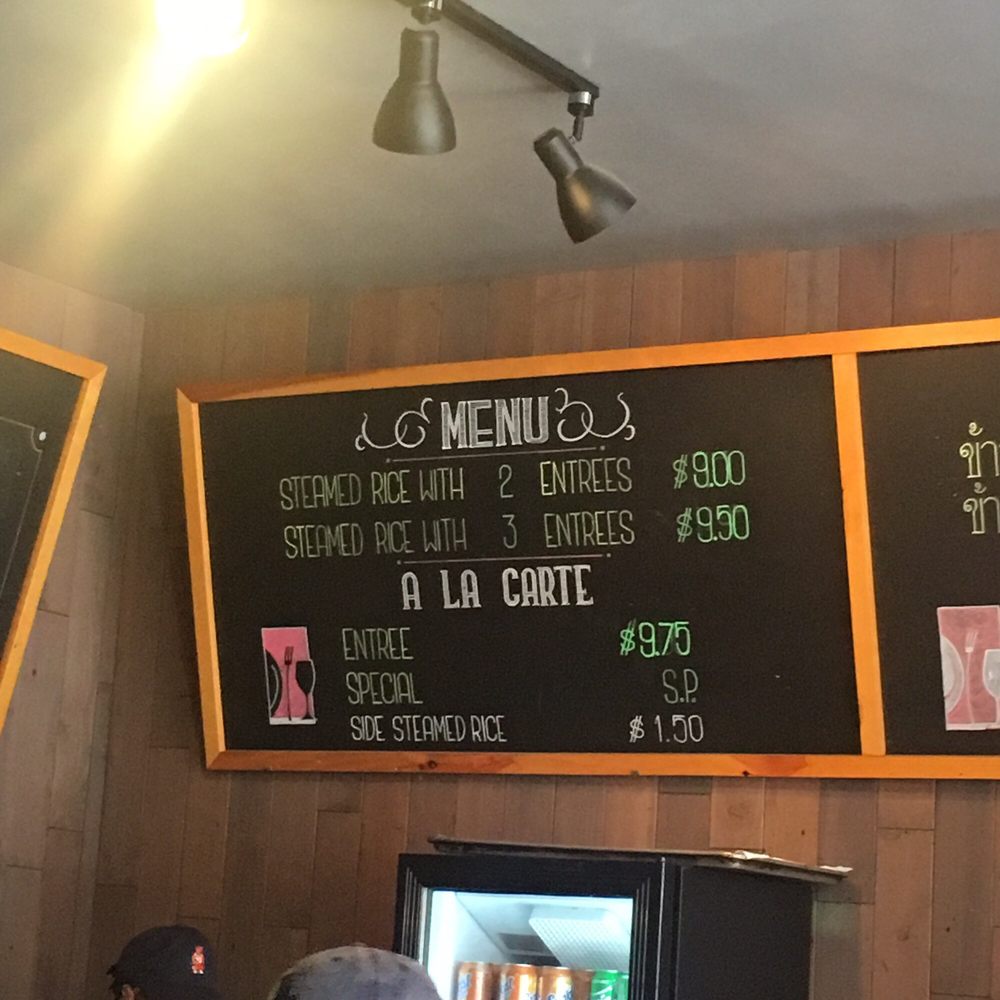 MENU
STEAMED RICE WITH 2 ENTREES $9.00
STEAMED RICE WITH 3 ENTREES $9.50
A LA CARTE
ENTREE $9.75
SPECIAL S.P.
SIDE STEAMED RICE $1.50